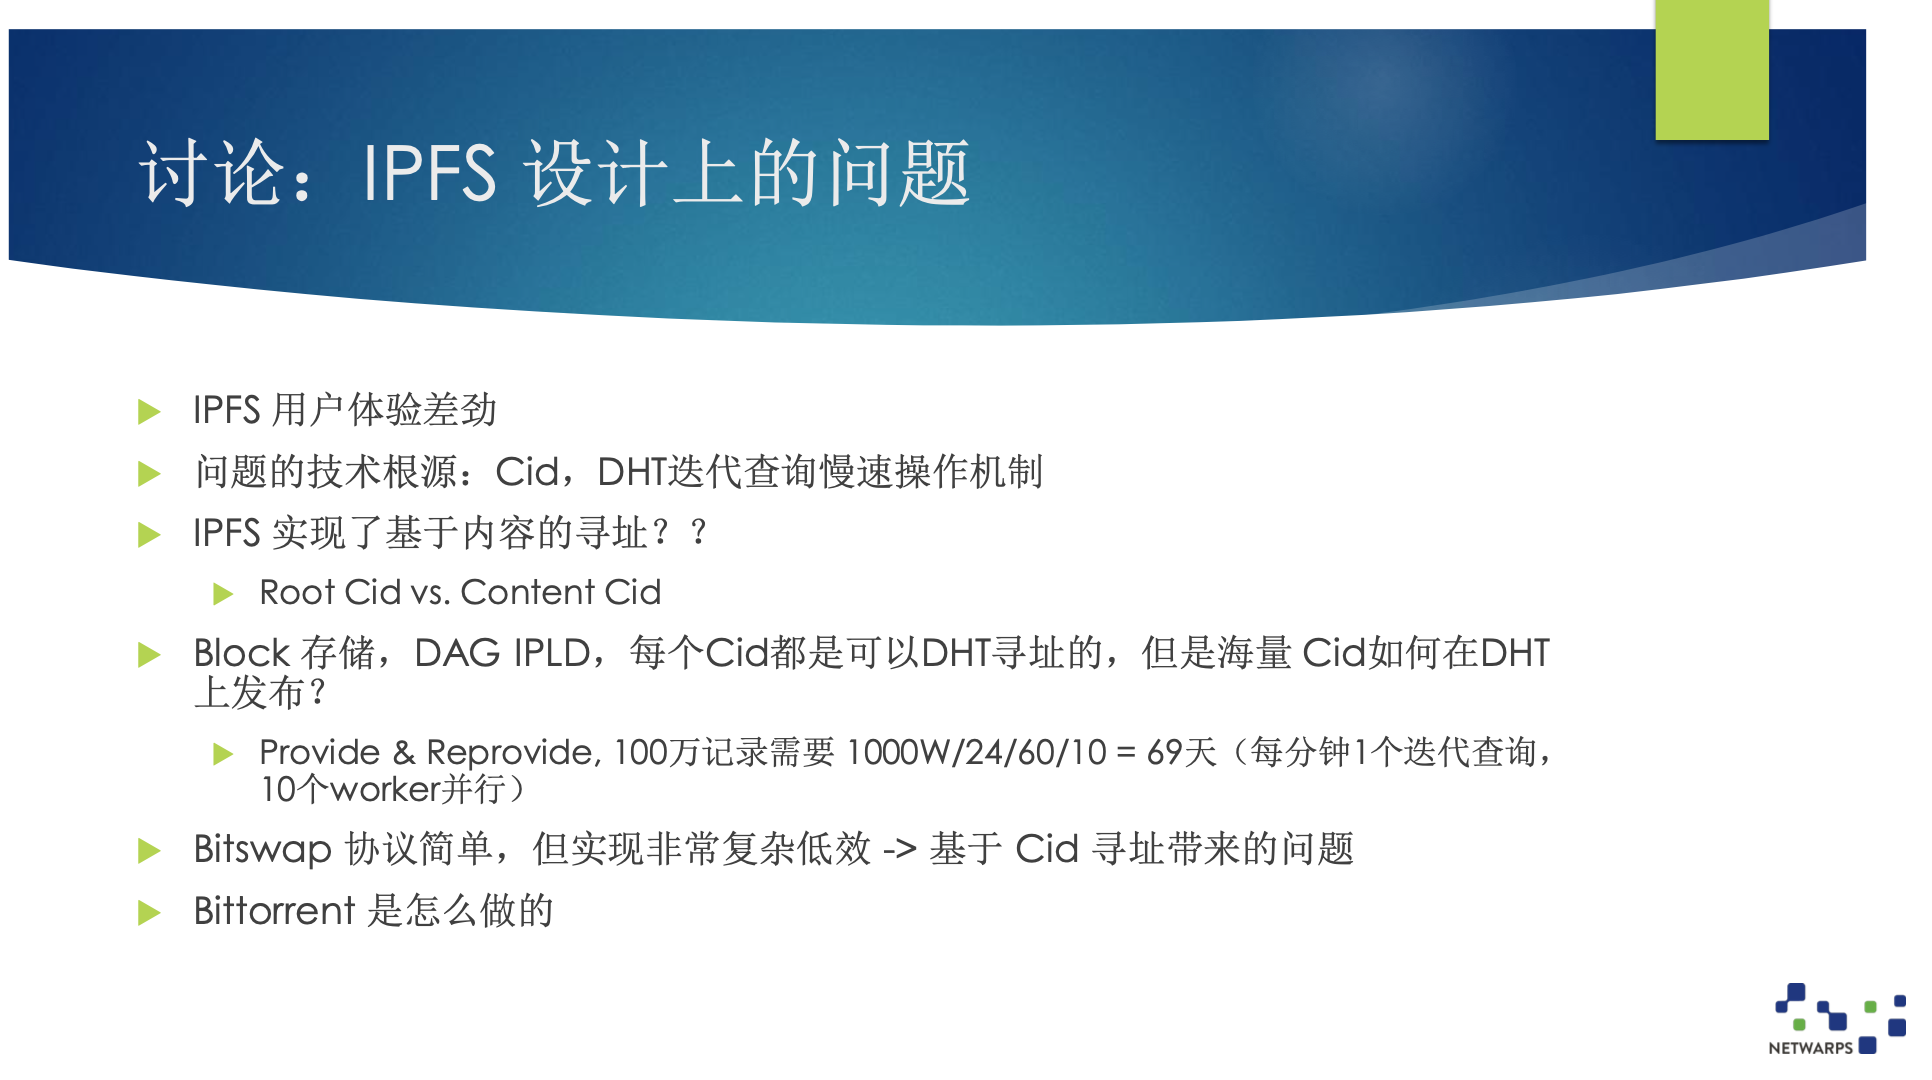 讨论：IPFS 设计上的问题
IPFS 用户体验差劲
问题的技术根源：Cid，DHT迭代查询慢速操作机制
IPFS 实现了基于内容的寻址？？
Root Cid vs. Content Cid
Block 存储，DAG IPLD，每个Cid都是可以DHT寻址的，但是海量 Cid如何在DHT
上发布？
Provide & Reprovide, 100万记录需要 1000W/24/60/10 = 69天（每分钟1个迭代查询，
10个worker并行）
Bitswap 协议简单，但实现非常复杂低效 -> 基于 Cid 寻址带来的问题
Bittorrent 是怎么做的
NETWARPS